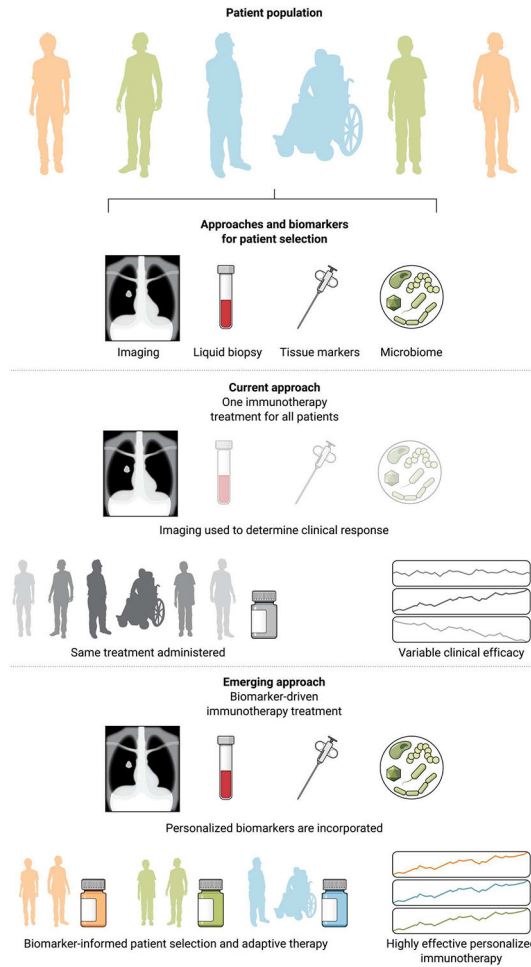 Patient population
Approaches and biomarkers
for patient selection
Imaging
Liquid biopsy
Tissue markers
Microbiome
Current approach
One immunotherapy
treatment for all patients
Imaging used to determine clinical response
Same treatment administered
Variable clinical efficacy
Emerging approach
Biomarker-driven
immunotherapy treatment
Personalized biomarkers are incorporated
Biomarker-informed patient selection and adaptive therapy
Highly effective personalized
immunotherapy